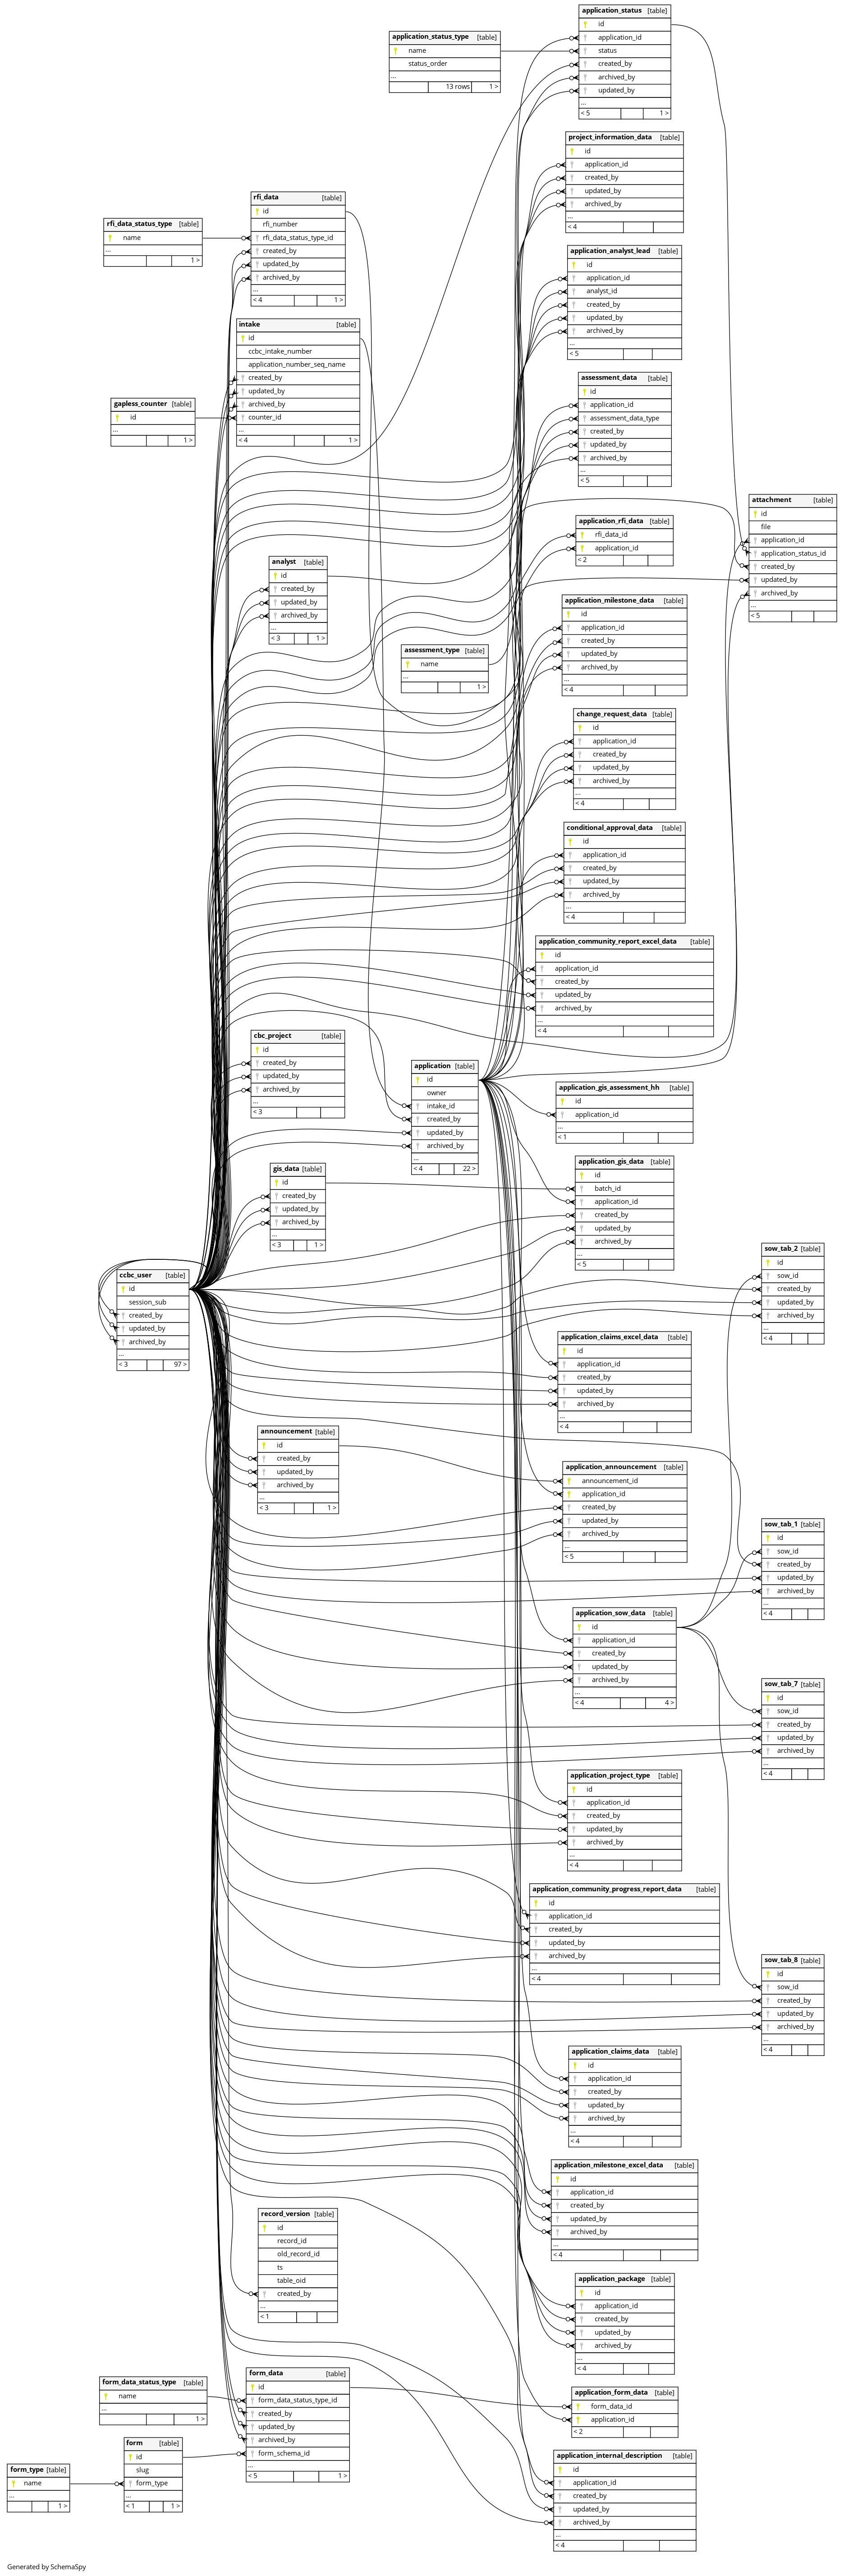 application_status [table]
id
application_id
status
created_by
archived_by
updated_by
...
< 5 1 >
application_status_type [table]
name
status_order
...
13 rows 1 >
project_information_data [table]
id
application_id
created_by
updated_by
archived_by
...
< 4
rfi_data [table]
id
rfi_number
rfi_data_status_type_id
created_by
updated_by
archived_by
...
< 4 1 >
rfi_data_status_type [table]
name
...
1 >
application_analyst_lead [table]
id
application_id
analyst_id
created_by
updated_by
archived_by
...
< 5
intake [table]
id
ccbc_intake_number
application_number_seq_name
created_by
updated_by
archived_by
counter_id
...
< 4 1 >
gapless_counter [table]
id
...
1 >
assessment_data [table]
id
application_id
assessment_data_type
created_by
updated_by
archived_by
...
< 5
attachment [table]
id
file
application_id
application_status_id
created_by
updated_by
archived_by
...
< 5
application_rfi_data [table]
rfi_data_id
application_id
...
< 2
analyst [table]
id
created_by
updated_by
archived_by
...
< 3 1 >
application_milestone_data [table]
id
application_id
created_by
updated_by
archived_by
...
< 4
assessment_type [table]
name
...
1 >
change_request_data [table]
id
application_id
created_by
updated_by
archived_by
...
< 4
conditional_approval_data [table]
id
application_id
created_by
updated_by
archived_by
...
< 4
application_community_report_excel_data [table]
id
application_id
created_by
updated_by
archived_by
...
< 4
cbc_project [table]
id
created_by
updated_by
archived_by
...
< 3
application [table]
id
owner
intake_id
created_by
updated_by
archived_by
...
< 4 22 >
application_gis_assessment_hh [table]
id
application_id
...
< 1
application_gis_data [table]
id
batch_id
application_id
created_by
updated_by
archived_by
...
< 5
gis_data [table]
id
created_by
updated_by
archived_by
...
< 3 1 >
sow_tab_2 [table]
id
sow_id
created_by
updated_by
archived_by
...
< 4
ccbc_user [table]
id
session_sub
created_by
updated_by
archived_by
...
< 3 97 >
application_claims_excel_data [table]
id
application_id
created_by
updated_by
archived_by
...
< 4
announcement [table]
id
created_by
updated_by
archived_by
...
< 3 1 >
application_announcement [table]
announcement_id
application_id
created_by
updated_by
archived_by
...
< 5
sow_tab_1 [table]
id
sow_id
created_by
updated_by
archived_by
...
< 4
application_sow_data [table]
id
application_id
created_by
updated_by
archived_by
...
< 4 4 >
sow_tab_7 [table]
id
sow_id
created_by
updated_by
archived_by
...
< 4
application_project_type [table]
id
application_id
created_by
updated_by
archived_by
...
< 4
application_community_progress_report_data [table]
id
application_id
created_by
updated_by
archived_by
...
< 4
sow_tab_8 [table]
id
sow_id
created_by
updated_by
archived_by
...
< 4
application_claims_data [table]
id
application_id
created_by
updated_by
archived_by
...
< 4
application_milestone_excel_data [table]
id
application_id
created_by
updated_by
archived_by
...
< 4
record_version [table]
id
record_id
old_record_id
ts
table_oid
created_by
...
< 1
application_package [table]
id
application_id
created_by
updated_by
archived_by
...
< 4
form_data [table]
id
form_data_status_type_id
created_by
updated_by
archived_by
form_schema_id
...
< 5 1 >
form_data_status_type [table]
name
...
1 >
application_form_data [table]
form_data_id
application_id
...
< 2
form [table]
id
slug
form_type
...
< 1 1 >
form_type [table]
name
...
1 >
application_internal_description [table]
id
application_id
created_by
updated_by
archived_by
...
< 4
Generated by SchemaSpy